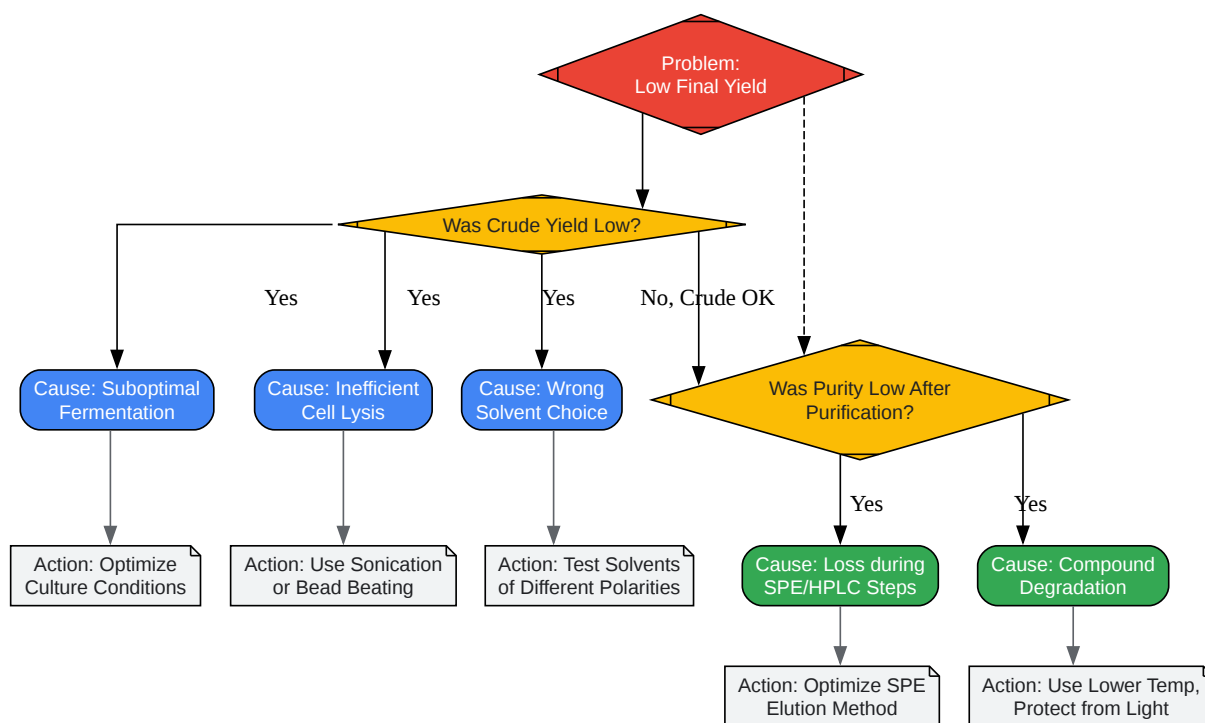 Problem:
Low Final Yield
Was Crude Yield Low?
Yes
Yes
Yes
No, Crude OK
Cause: Suboptimal
Fermentation
Cause: Inefficient
Cell Lysis
Cause: Wrong
Solvent Choice
Was Purity Low After
Purification?
Yes
Yes
Action: Optimize
Culture Conditions
Action: Use Sonication
or Bead Beating
Action: Test Solvents
of Different Polarities
Cause: Loss during
SPE/HPLC Steps
Cause: Compound
Degradation
Action: Optimize SPE
Elution Method
Action: Use Lower Temp,
Protect from Light